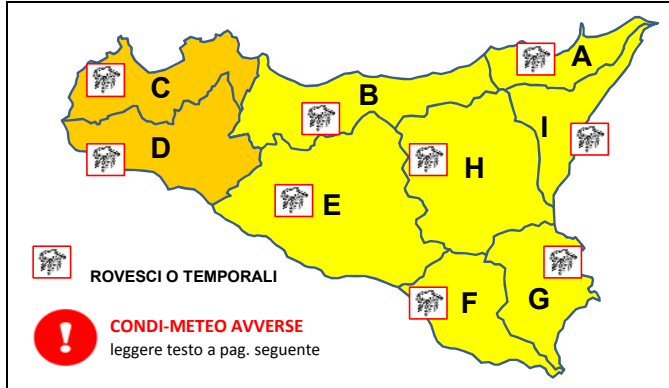 A
C
B
I
D
H
E
ROVESCI O TEMPORALI
F
G
CONDI-METEO AVVERSE
leggere testo a pag. seguente